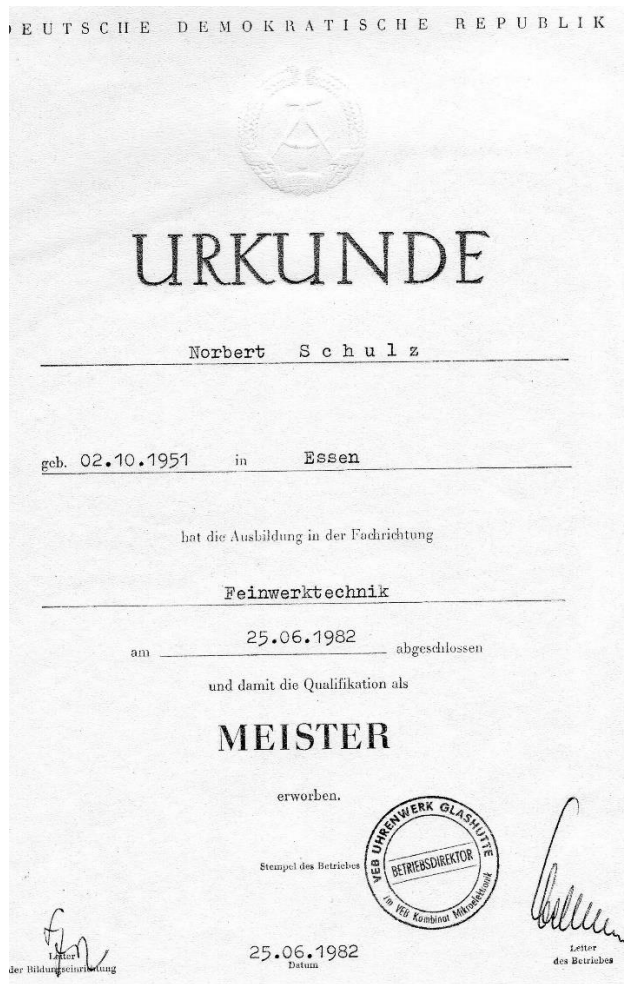 DEUTSCHE DEMOKRATISCHE REPUBLIK
URKUNDE
Norbert Schulz
geb. 02.10.1951 in Essen
hat die Ausbildung in der Fachrichtung
Feinwerktechnik
am 25.06.1982 abgeschlossen
und damit die Qualifikation als
MEISTER
erworben.
Stempel des Betriebes
VEB UHRENWERK GLASHÜTTE
BETRIEBSDIREKTOR
im VEB Kombinat Mikroelektronik
Leiter
der Bildungseinrichtung
25.06.1982
Datum
Leiter
des Betriebes